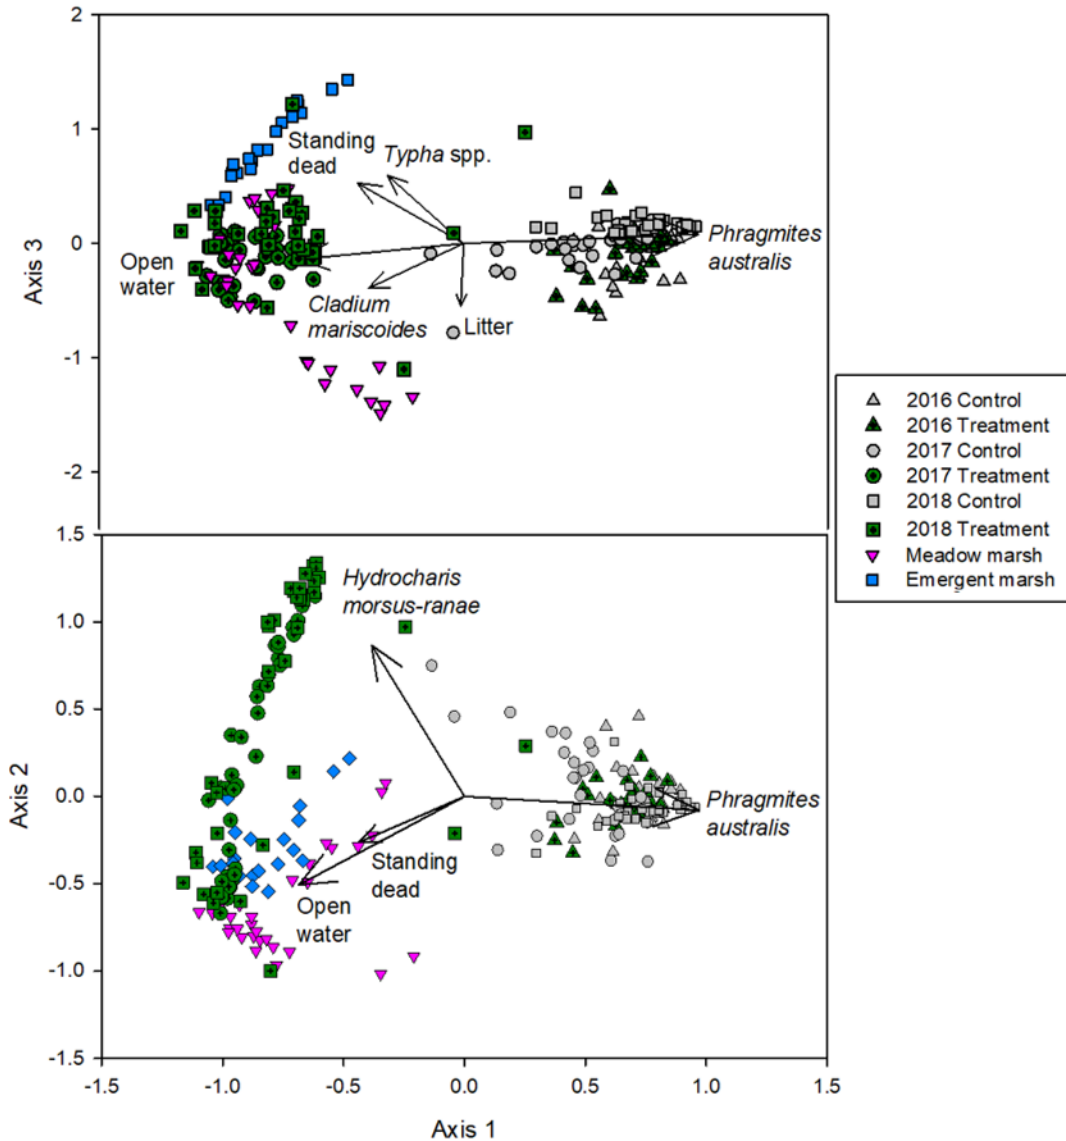 2
1
0
-1
-2
Axis 3
Standing
dead
Typha spp.
Phragmites
australis
Open
water
Cladium
mariscoides
Litter
2016 Control
2016 Treatment
2017 Control
2017 Treatment
2018 Control
2018 Treatment
Meadow marsh
Emergent marsh
1.5
1.0
0.5
0.0
-0.5
-1.0
-1.5
Axis 2
Hydrocharis
morsus-ranae
Phragmites
australis
Standing
dead
Open
water
-1.5 -1.0 -0.5 0.0 0.5 1.0 1.5
Axis 1